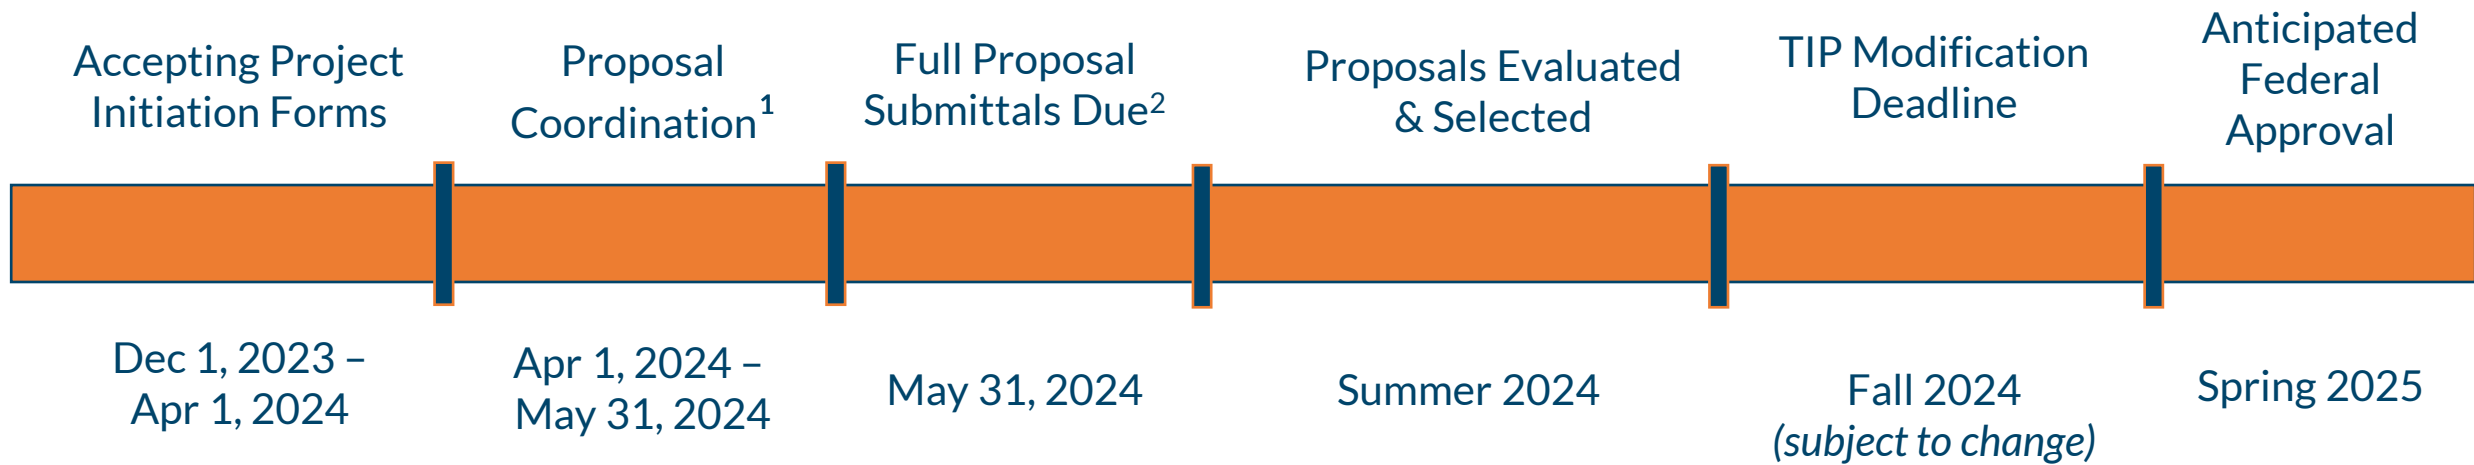 Accepting Project
Initiation Forms
Proposal
Coordination¹
Full Proposal
Submittals Due²
Proposals Evaluated
& Selected
TIP Modification
Deadline
Anticipated
Federal
Approval
Dec 1, 2023 –
Apr 1, 2024
Apr 1, 2024 –
May 31, 2024
May 31, 2024
Summer 2024
Fall 2024
(subject to change)
Spring 2025